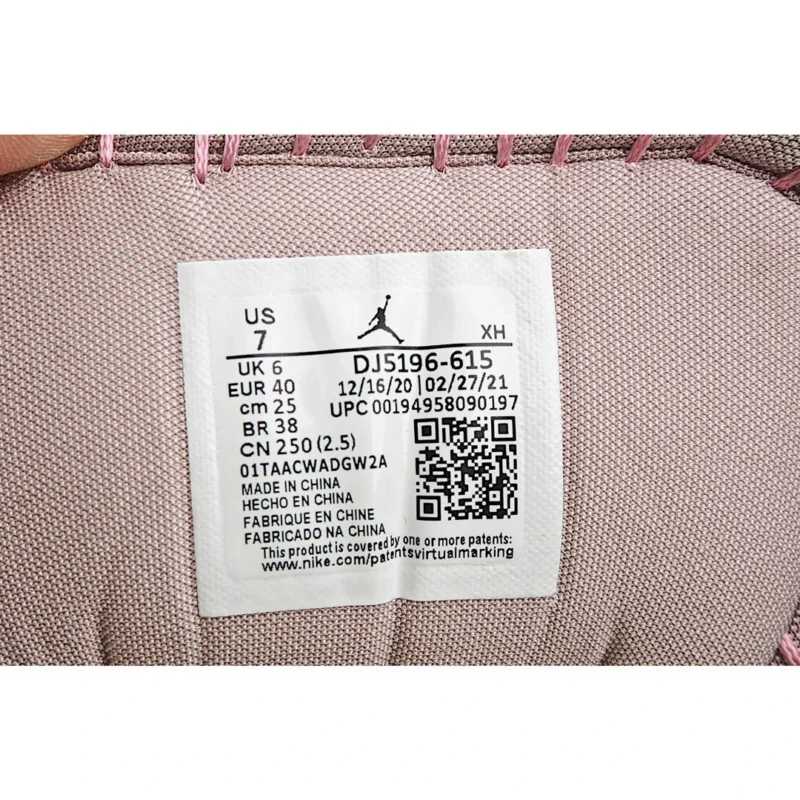 US
7
XH
UK 6
EUR 40
cm 25
BR 38
CN 250 (2.5)
DJ5196-615
12/16/20 | 02/27/21
UPC 00194958090197
01TAACWADGW2A
MADE IN CHINA
HECHO EN CHINA
FABRIQUE EN CHINE
FABRICADO NA CHINA
This product is covered by one or more patents:
www.nike.com/patentsvirtualmarking